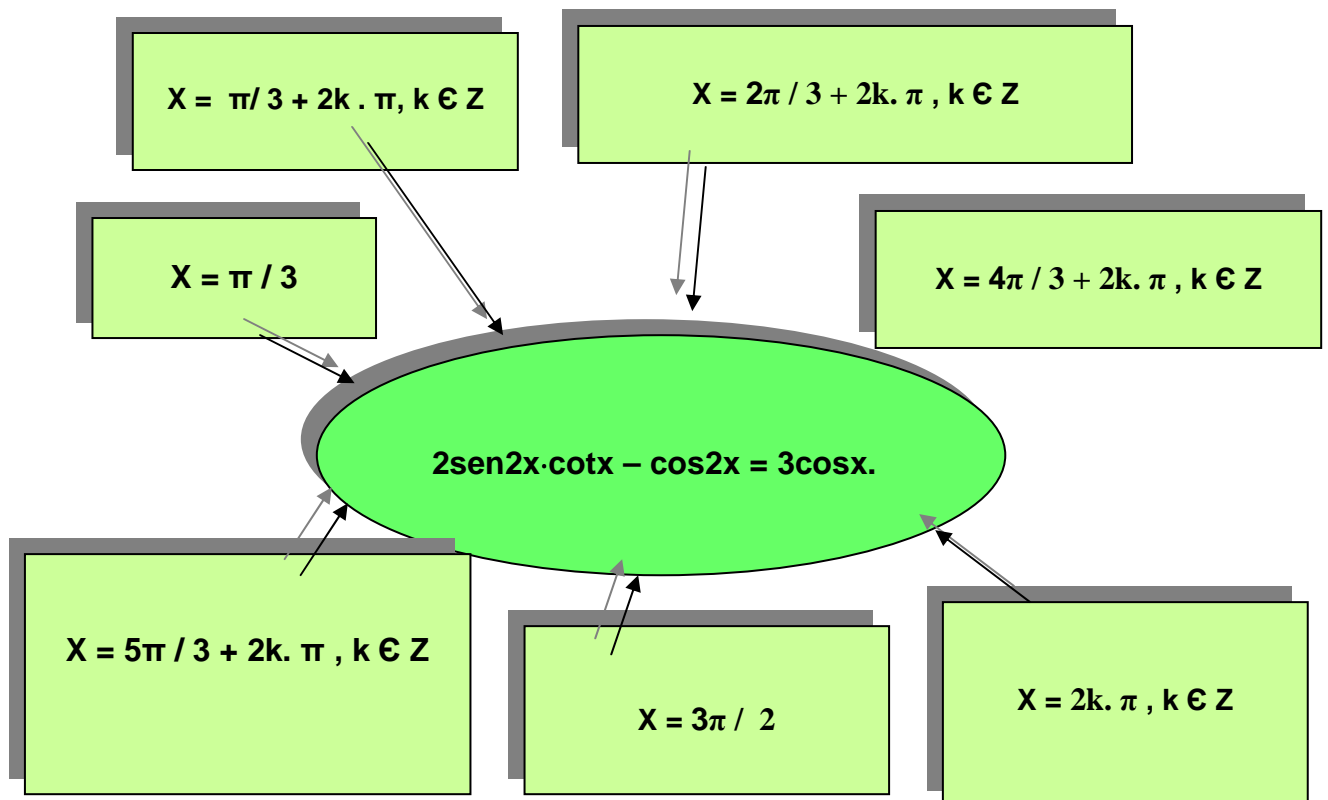 X = π/ 3 + 2k . π, k Є Z
X = 2π / 3 + 2k. π , k Є Z
X = π / 3
X = 4π / 3 + 2k. π , k Є Z
2sen2x·cotx – cos2x = 3cosx.
X = 5π / 3 + 2k. π , k Є Z
X = 3π / 2
X = 2k. π , k Є Z